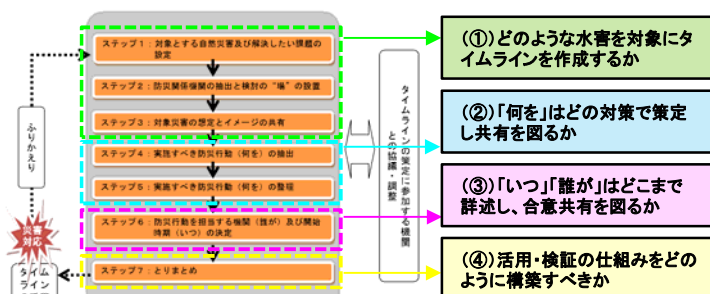 ステップ1：対象とする自然災害及び解決したい課題の
設定
ステップ2：防災関係機関の抽出と検討の“場”の設置
ステップ3：対象災害の想定とイメージの共有
ステップ4：実施すべき防災行動（何を）の抽出
ステップ5：実施すべき防災行動（何を）の整理
ステップ6：防災行動を担当する機関（誰が）及び開始
時期（いつ）の決定
ステップ7：とりまとめ
ふりかえり
災害
対応
タイム
ライン
タイムラインの策定に参加する機関
との協議・調整
（①）どのような水害を対象にタ
イムラインを作成するか
（②）「何を」はどの対策で策定
し共有を図るか
（③）「いつ」「誰が」はどこまで
詳述し、合意共有を図るか
（④）活用・検証の仕組みをどの
ように構築すべきか